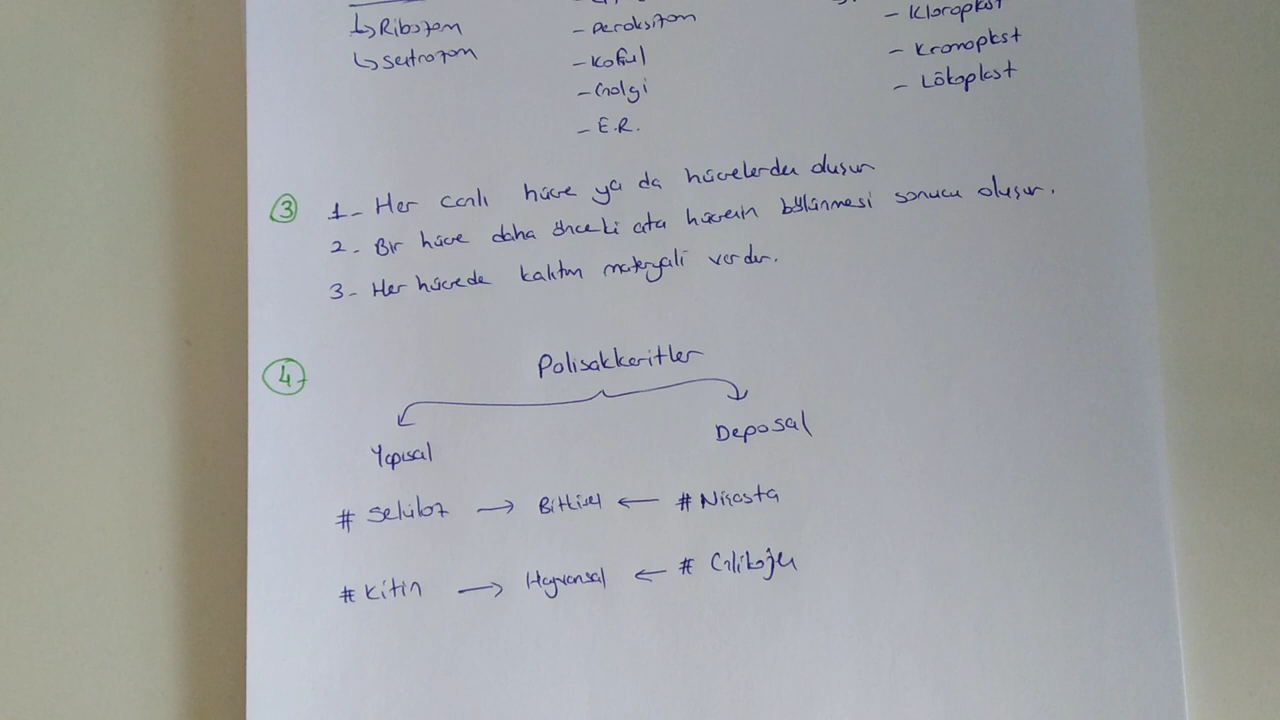 ↳ Ribozom
↳ Sentrozom
- Peroksizom
- Koful
- Golgi
- E.R.
- Kloroplast
- Kromoplast
- Lökoplast
③ 1- Her canlı hücre ya da hücrelerden oluşur
2- Bir hücre daha önceki ata hücrenin bölünmesi sonucu oluşur.
3- Her hücrede kalıtım materyali vardır.
④ Polisakkaritler
Yapısal Deposal
# Selüloz → Bitkisel ← # Nişasta
# Kitin → Hayvansal ← # Glikojen